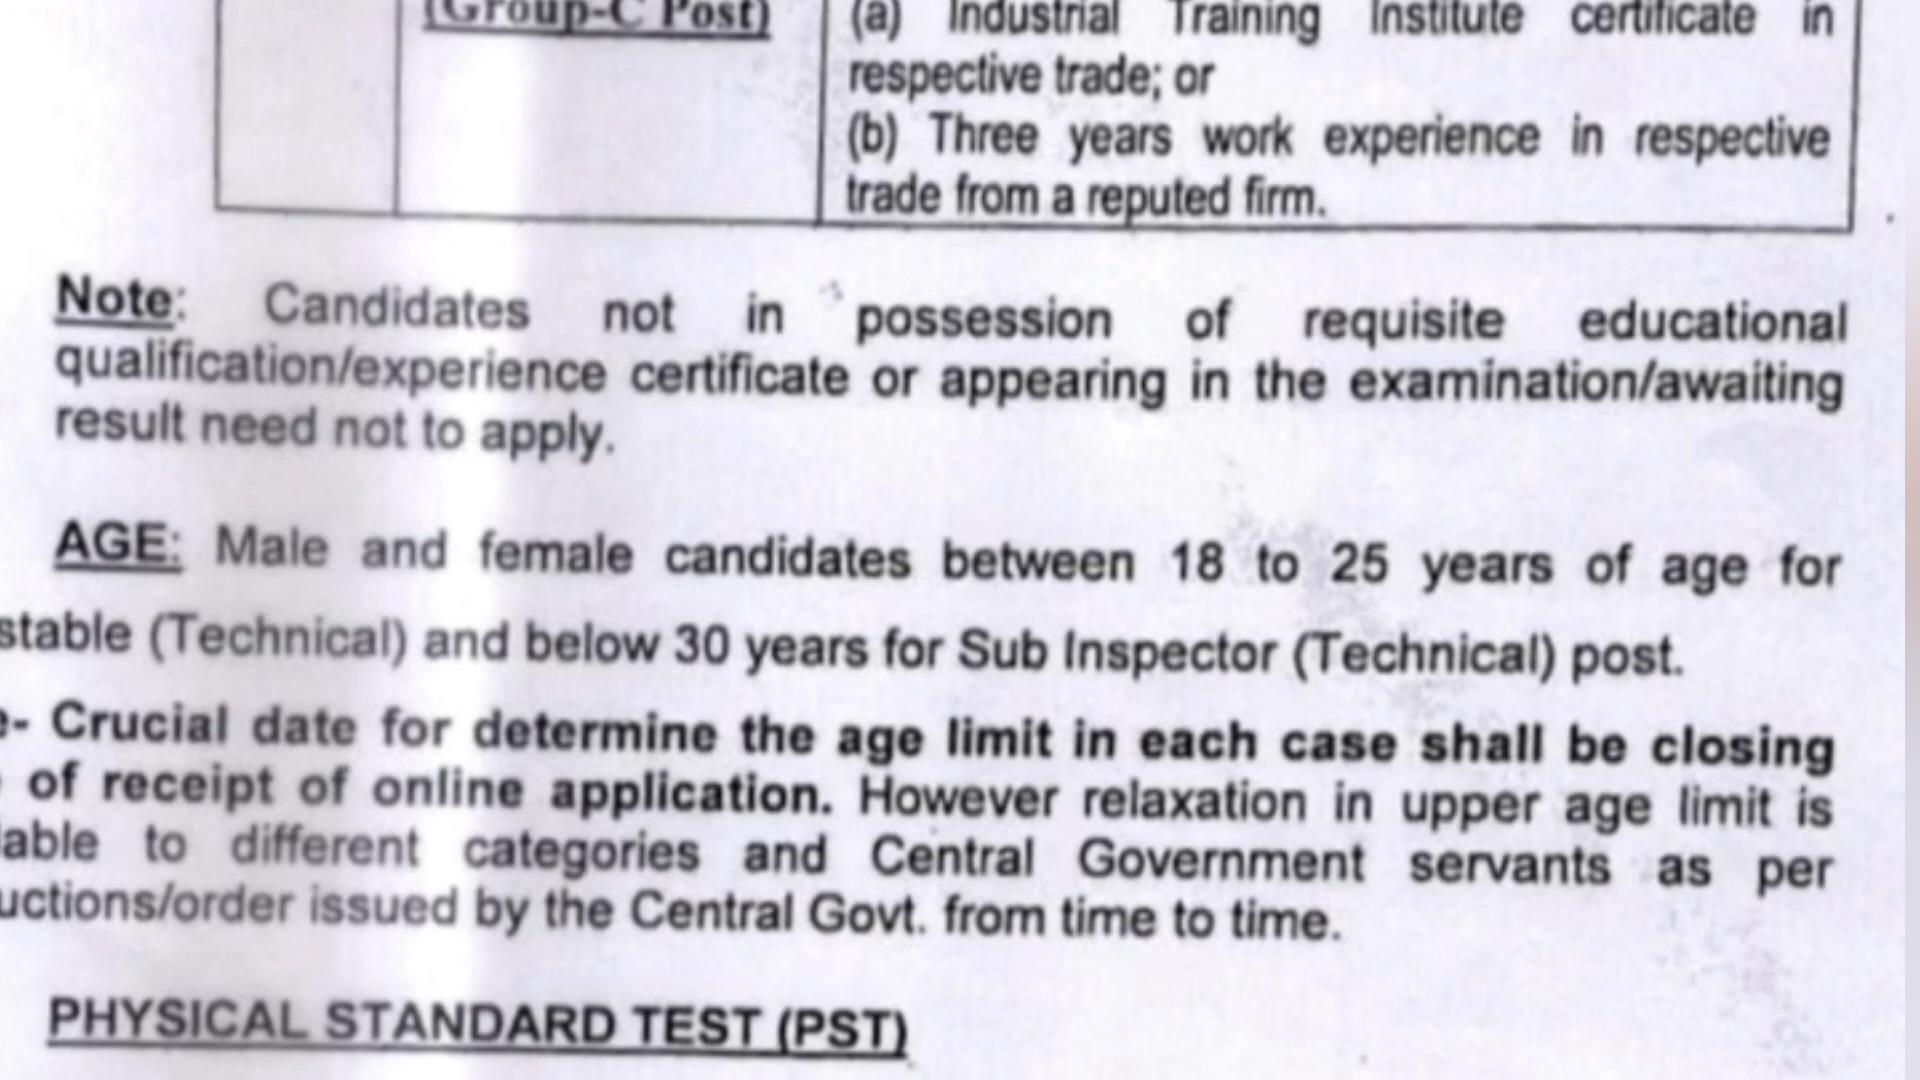 (Group-C Post)
(a) Industrial Training Institute certificate in
respective trade; or
(b) Three years work experience in respective
trade from a reputed firm.
Note: Candidates not in possession of requisite educational
qualification/experience certificate or appearing in the examination/awaiting
result need not to apply.
AGE: Male and female candidates between 18 to 25 years of age for
stable (Technical) and below 30 years for Sub Inspector (Technical) post.
e- Crucial date for determine the age limit in each case shall be closing
of receipt of online application. However relaxation in upper age limit is
lable to different categories and Central Government servants as per
uctions/order issued by the Central Govt. from time to time.
PHYSICAL STANDARD TEST (PST)